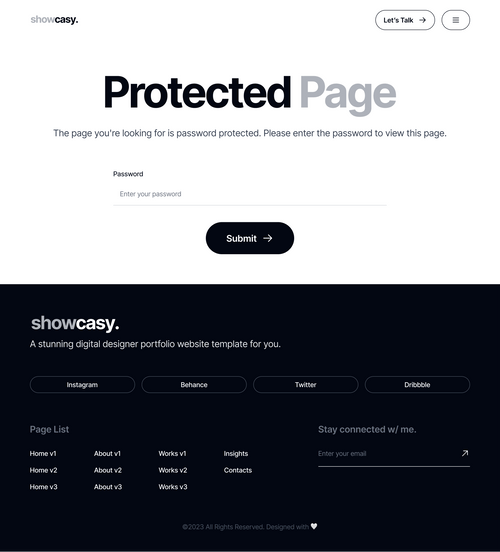 showcasy.
Let's Talk
Protected Page
The page you're looking for is password protected. Please enter the password to view this page.
Password
Enter your password
Submit
showcasy.
A stunning digital designer portfolio website template for you.
Instagram Behance Twitter Dribbble
Page List
Home v1 About v1 Works v1 Insights
Home v2 About v2 Works v2 Contacts
Home v3 About v3 Works v3
Stay connected w/ me.
Enter your email
©2023 All Rights Reserved. Designed with 🤍